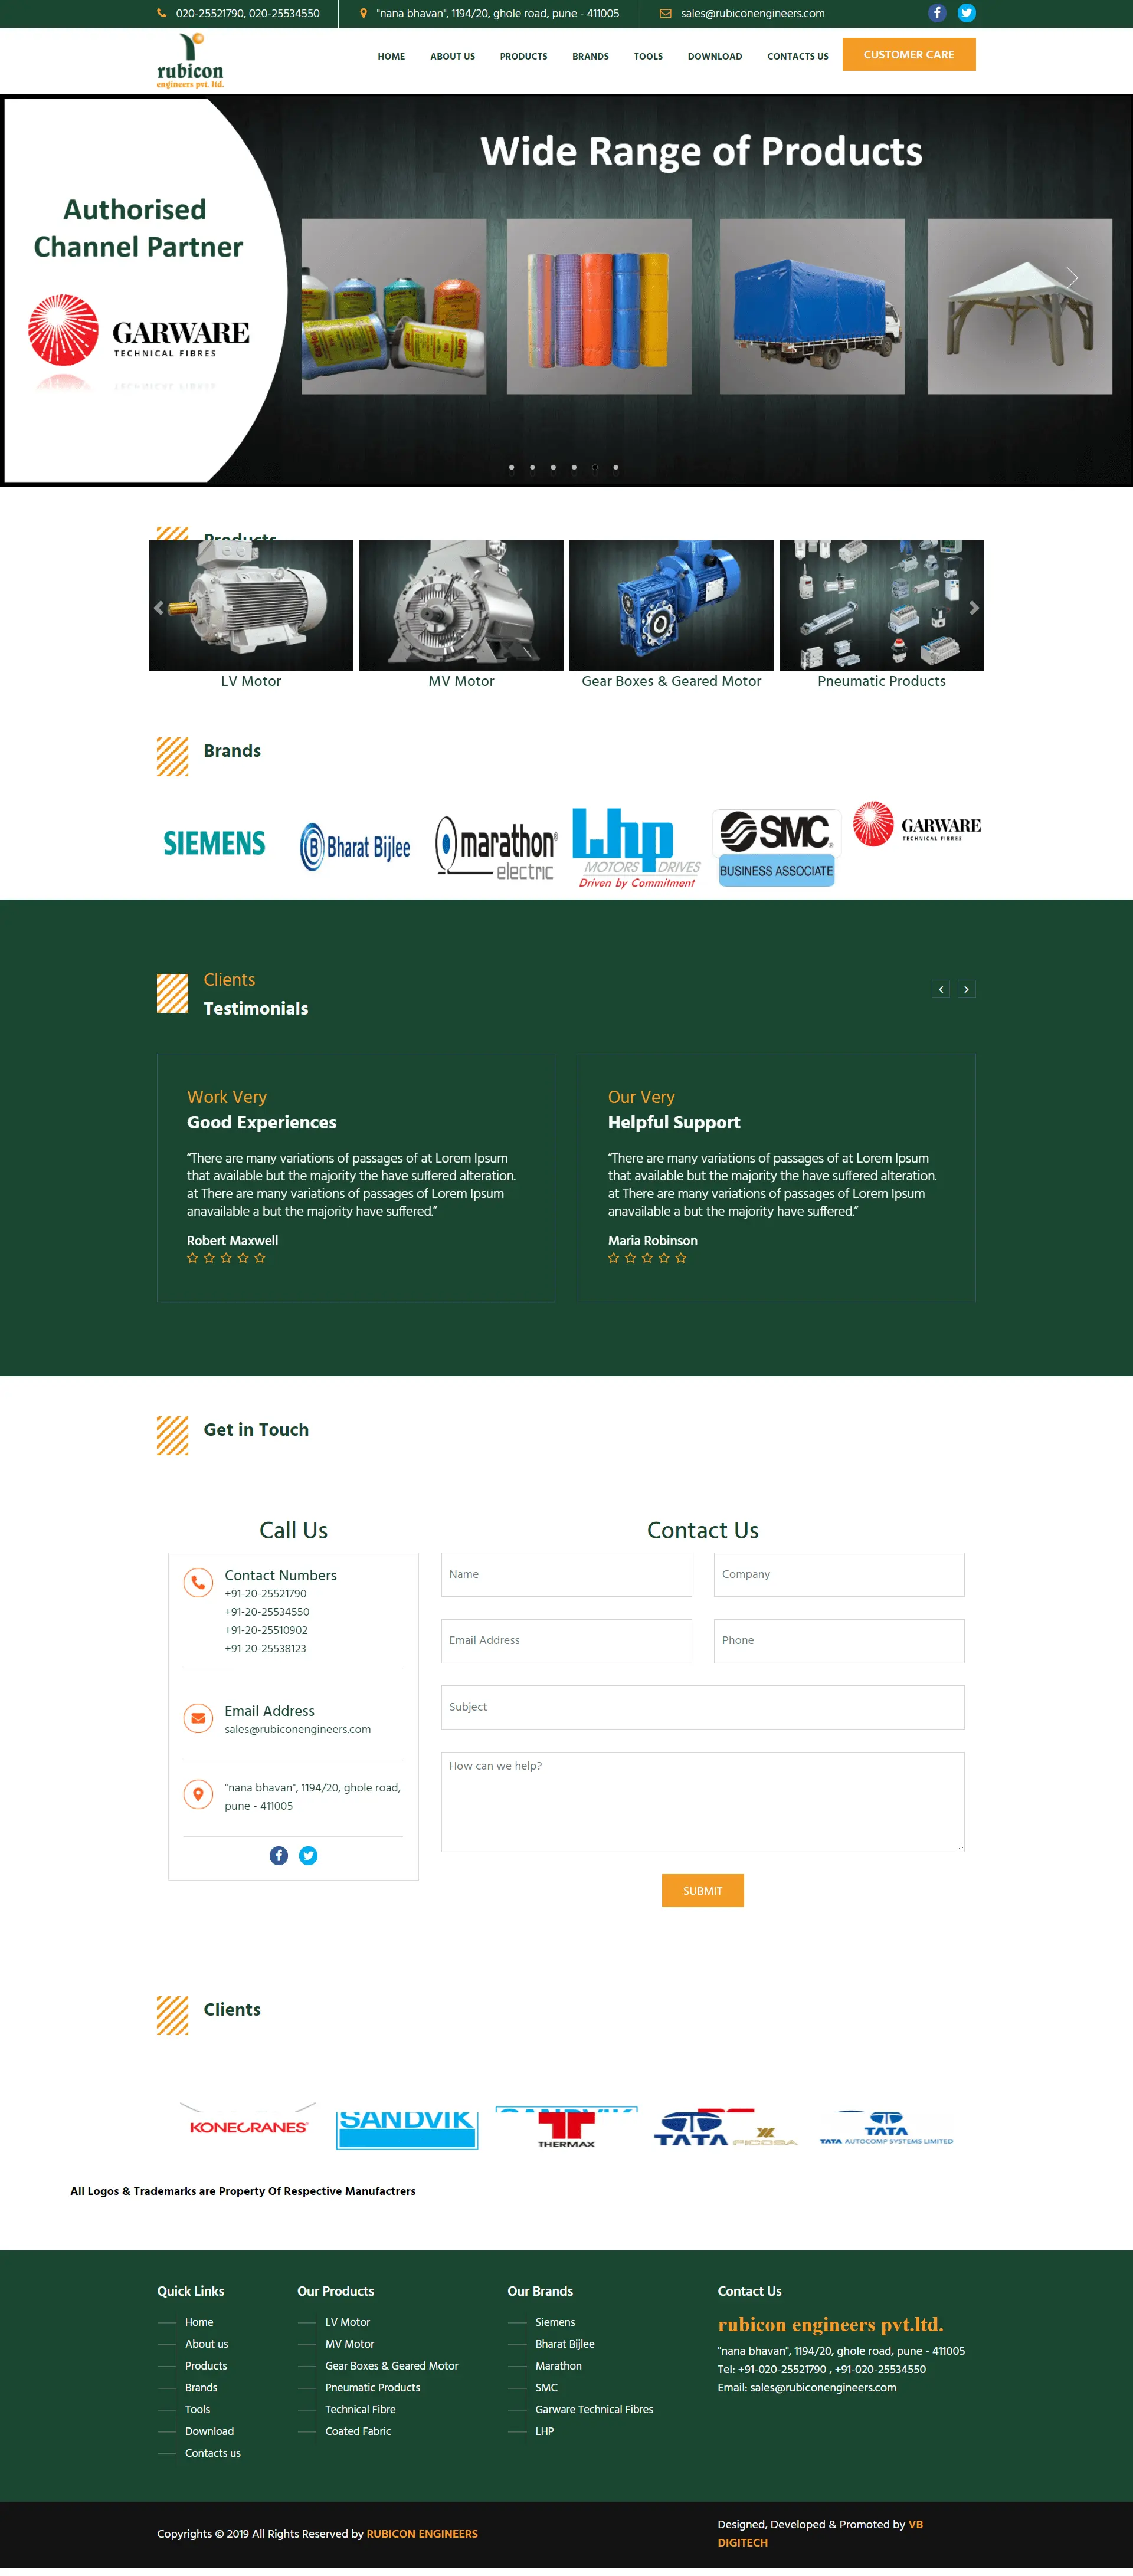 020-25521790, 020-25534550
"nana bhavan", 1194/20, ghole road, pune - 411005
sales@rubiconengineers.com
rubicon
engineers pvt. ltd.
HOME
ABOUT US
PRODUCTS
BRANDS
TOOLS
DOWNLOAD
CONTACTS US
CUSTOMER CARE
Wide Range of Products
Authorised
Channel Partner
GARWARE
TECHNICAL FIBRES
Products
LV Motor
MV Motor
Gear Boxes & Geared Motor
Pneumatic Products
Brands
SIEMENS
Bharat Bijlee
marathon
electric
lhp
MOTORS DRIVES
Driven by Commitment
SMC
BUSINESS ASSOCIATE
GARWARE
TECHNICAL FIBRES
Clients
Testimonials
Work Very
Good Experiences
"There are many variations of passages of at Lorem Ipsum
that available but the majority the have suffered alteration.
at There are many variations of passages of Lorem Ipsum
anavailable a but the majority have suffered."
Robert Maxwell
Our Very
Helpful Support
"There are many variations of passages of at Lorem Ipsum
that available but the majority the have suffered alteration.
at There are many variations of passages of Lorem Ipsum
anavailable a but the majority have suffered."
Maria Robinson
Get in Touch
Call Us
Contact Numbers
+91-20-25521790
+91-20-25534550
+91-20-25510902
+91-20-25538123
Email Address
sales@rubiconengineers.com
"nana bhavan", 1194/20, ghole road,
pune - 411005
Contact Us
Name
Company
Email Address
Phone
Subject
How can we help?
SUBMIT
Clients
KONECRANES
SANDVIK
SANDVIK
THERMAX
TATA FICOSA
TATA
TATA AUTOCOMP SYSTEMS LIMITED
All Logos & Trademarks are Property Of Respective Manufactrers
Quick Links
Home
About us
Products
Brands
Tools
Download
Contacts us
Our Products
LV Motor
MV Motor
Gear Boxes & Geared Motor
Pneumatic Products
Technical Fibre
Coated Fabric
Our Brands
Siemens
Bharat Bijlee
Marathon
SMC
Garware Technical Fibres
LHP
Contact Us
rubicon engineers pvt.ltd.
"nana bhavan", 1194/20, ghole road, pune - 411005
Tel: +91-020-25521790 , +91-020-25534550
Email: sales@rubiconengineers.com
Copyrights © 2019 All Rights Reserved by RUBICON ENGINEERS
Designed, Developed & Promoted by VB
DIGITECH